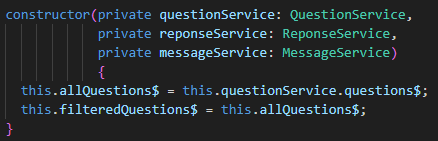 constructor(private questionService: QuestionService,
private reponseService: ReponseService,
private messageService: MessageService)
{
this.allQuestions$ = this.questionService.questions$;
this.filteredQuestions$ = this.allQuestions$;
}